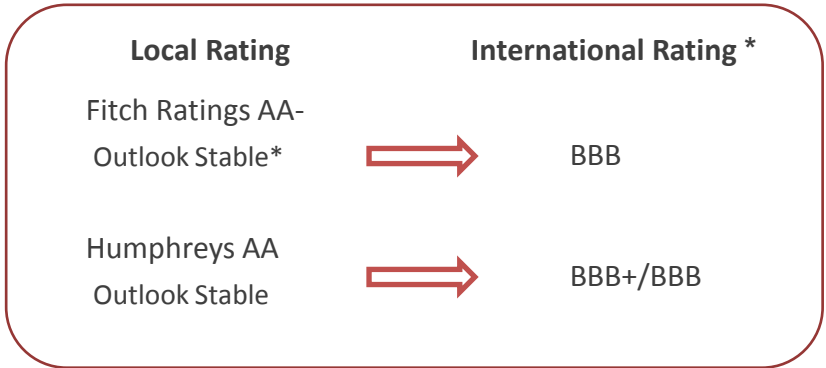 Local Rating
International Rating *
Fitch Ratings AA-
Outlook Stable*
BBB
Humphreys AA
Outlook Stable
BBB+/BBB